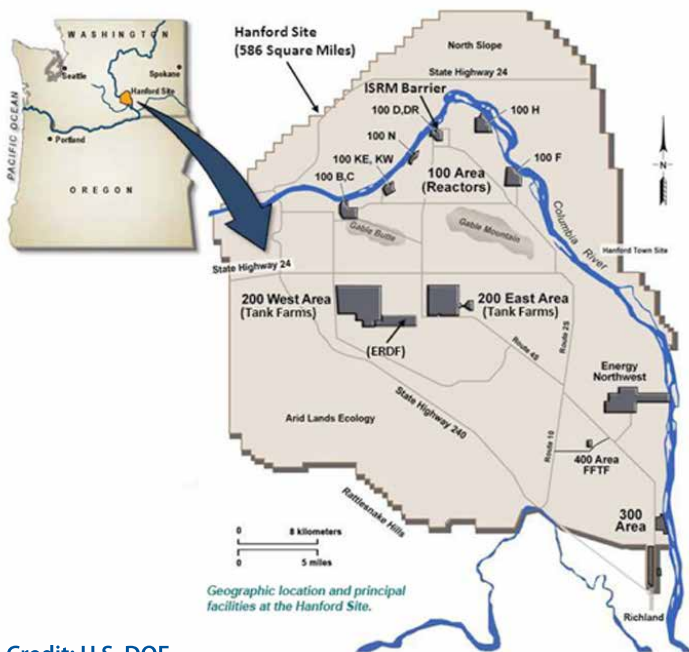 WASHINGTON
Seattle
Spokane
Hanford Site
Portland
PACIFIC OCEAN
OREGON
Hanford Site
(586 Square Miles)
North Slope
State Highway 24
ISRM Barrier
100 D,DR
100 H
100 N
100 F
100 KE, KW
100 Area
(Reactors)
100 B,C
N
Gable Butte
Gable Mountain
Columbia
River
Hanford Town Site
State Highway 24
200 West Area
(Tank Farms)
200 East Area
(Tank Farms)
(ERDF)
Route 4S
Route 2S
Energy
Northwest
Arid Lands Ecology
State Highway 240
Route 10
400 Area
FFTF
Rattlesnake Hills
300
Area
0 8 kilometers
0 5 miles
Richland
Geographic location and principal
facilities at the Hanford Site.
Credit: U.S. DOE